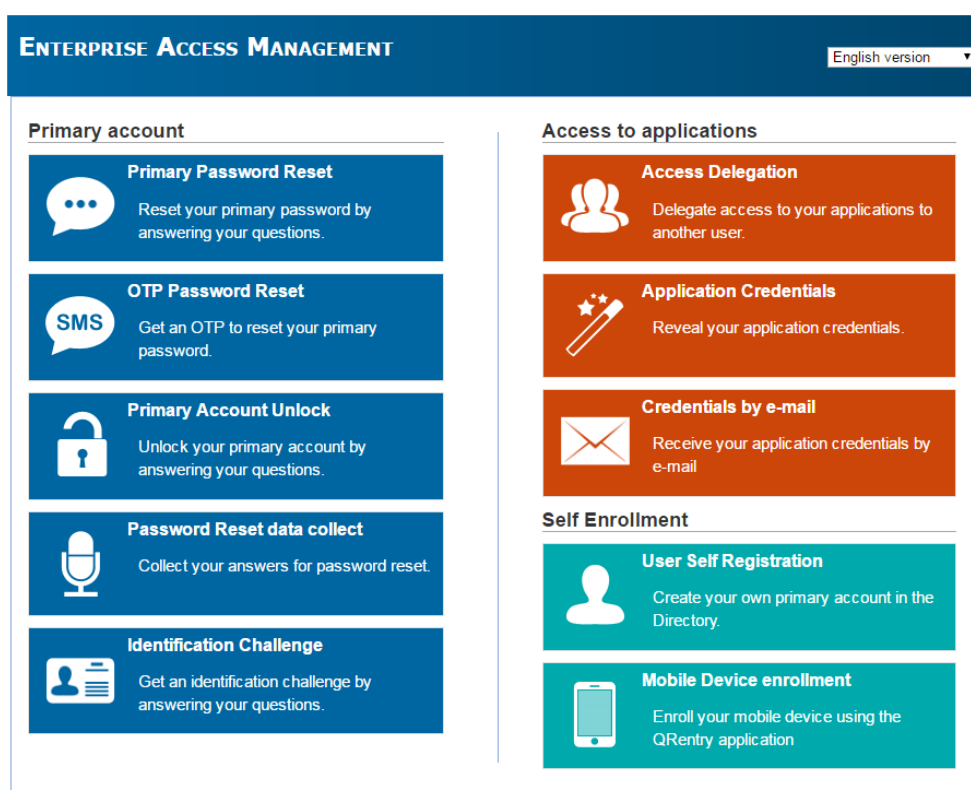 Enterprise Access Management
English version
Primary account
Primary Password Reset
Reset your primary password by
answering your questions.
SMS
OTP Password Reset
Get an OTP to reset your primary
password.
Primary Account Unlock
Unlock your primary account by
answering your questions.
Password Reset data collect
Collect your answers for password reset.
Identification Challenge
Get an identification challenge by
answering your questions.
Access to applications
Access Delegation
Delegate access to your applications to
another user.
Application Credentials
Reveal your application credentials.
Credentials by e-mail
Receive your application credentials by
e-mail
Self Enrollment
User Self Registration
Create your own primary account in the
Directory.
Mobile Device enrollment
Enroll your mobile device using the
QRentry application